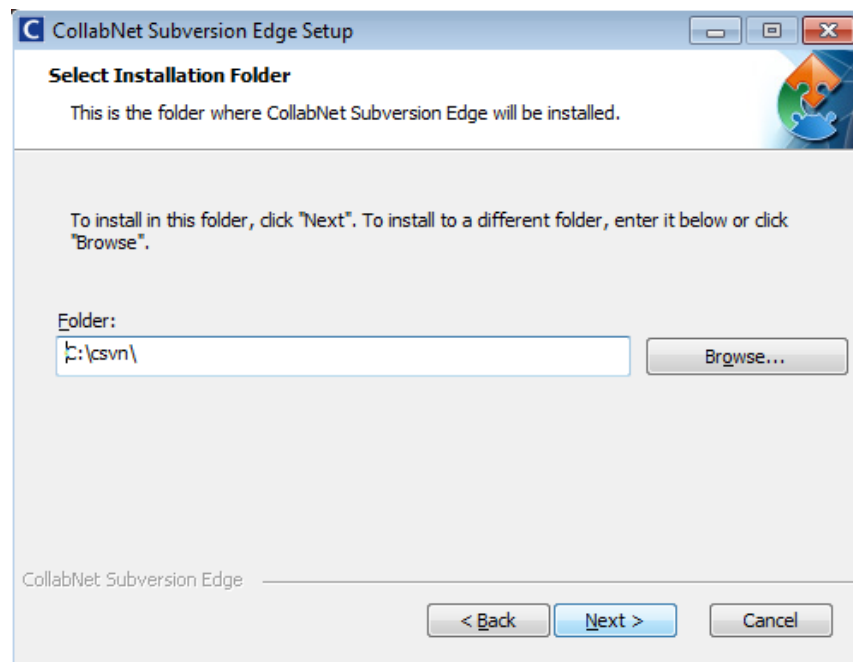 CollabNet Subversion Edge Setup
Select Installation Folder
This is the folder where CollabNet Subversion Edge will be installed.
To install in this folder, click "Next". To install to a different folder, enter it below or click
"Browse".
Folder:
C:\csvn\
Browse...
CollabNet Subversion Edge
< Back
Next >
Cancel